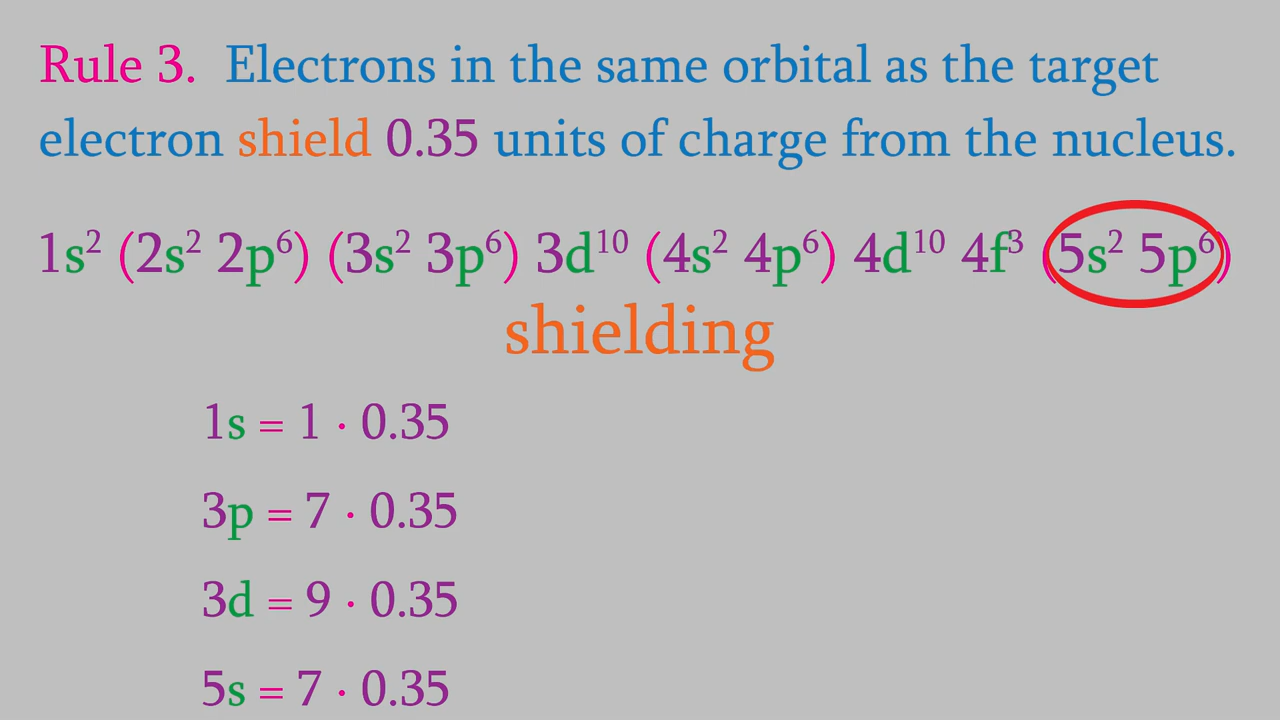 Rule 3. Electrons in the same orbital as the target
electron shield 0.35 units of charge from the nucleus.
1s² (2s² 2p⁶) (3s² 3p⁶) 3d¹⁰ (4s² 4p⁶) 4d¹⁰ 4f³ (5s² 5p⁶)
shielding
1s = 1 · 0.35
3p = 7 · 0.35
3d = 9 · 0.35
5s = 7 · 0.35